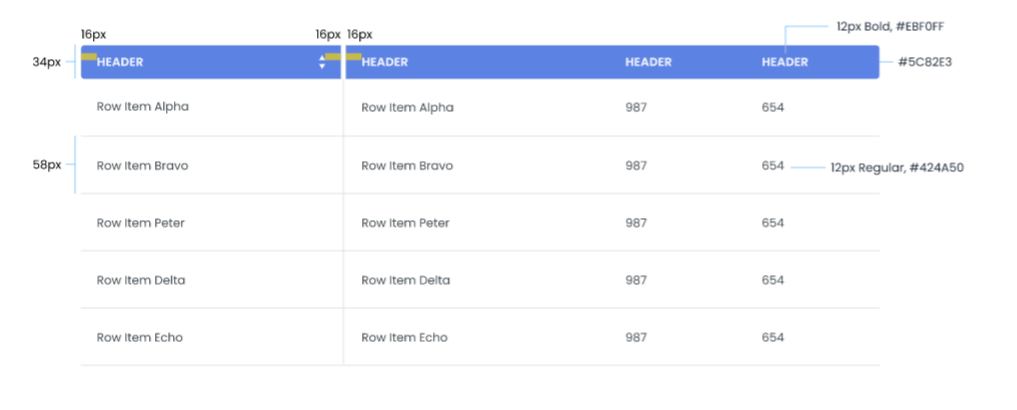 12px Bold, #EBF0FF
16px 16px 16px
34px HEADER HEADER HEADER HEADER #5C82E3
Row Item Alpha Row Item Alpha 987 654
58px Row Item Bravo Row Item Bravo 987 654 12px Regular, #424A50
Row Item Peter Row Item Peter 987 654
Row Item Delta Row Item Delta 987 654
Row Item Echo Row Item Echo 987 654